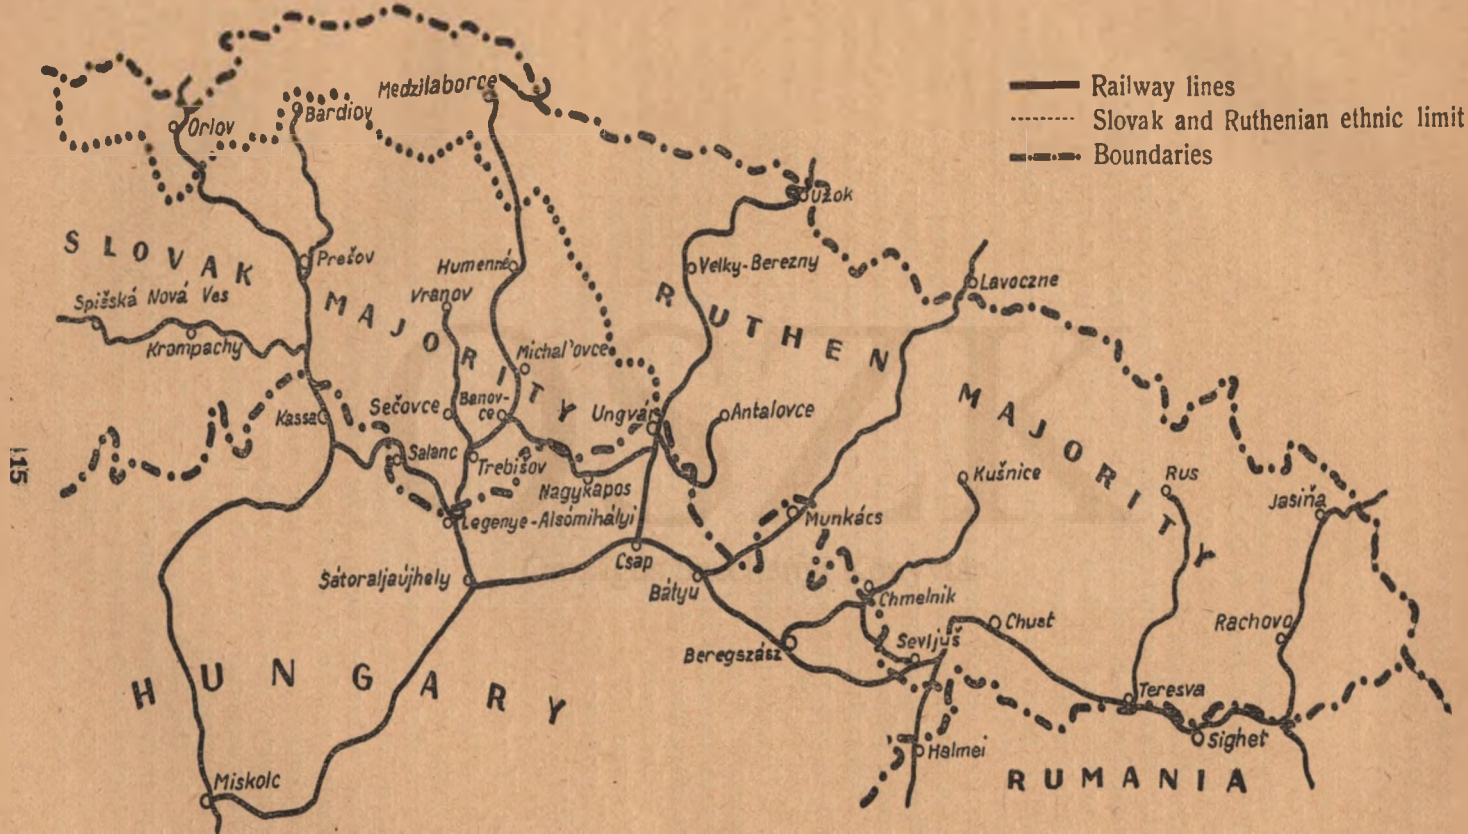 Medzilaborce
Railway lines
Bardiov
Slovak and Ruthenian ethnic limit
Orlov
Boundaries
Užok
SLOVAK MAJORITY
Prešov
Humenné
Velky-Berezny
Lavoczne
Spišská Nová Ves
Vranov
RUTHEN MAJORITY
Krompachy
Michal'ovce
Kassa
Sečovce
Banov-
ce
Ungvár
Antalovce
Salanc
Trebišov
Kušnice
Rus
115
Nagykapos
Jasiňa
Legenye-Alsómihályi
Munkács
Csap
Sátoraljaújhely
Bátyu
Chmelnik
Chust
Rachovo
Beregszász
Sevljuš
HUNGARY
Teresva
Sighet
Halmei
Miskolc
RUMANIA